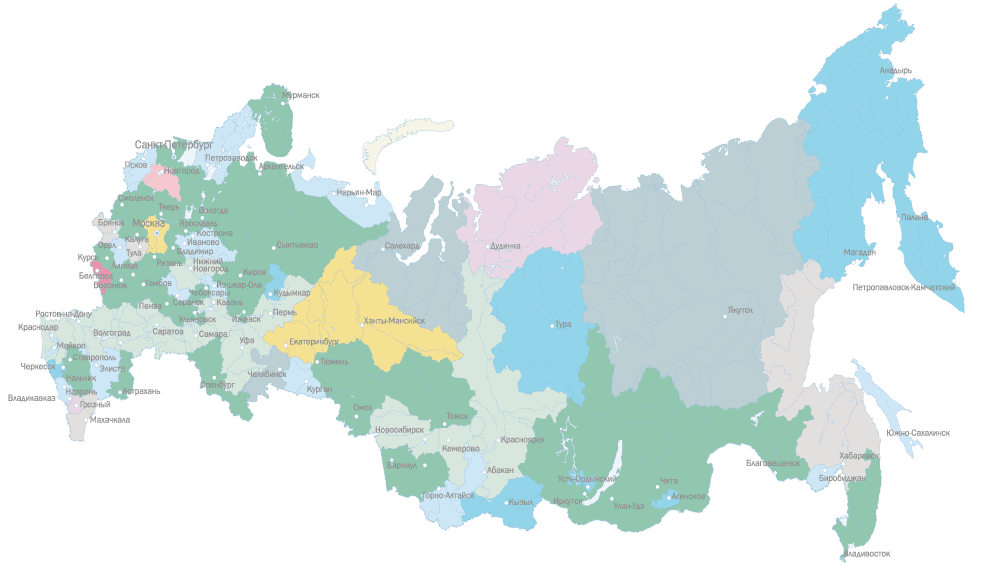 Анадырь
Мурманск
Санкт-Петербург
Петрозаводск
Псков
Новгород
Архангельск
Нарьян-Мар
Смоленск
Тверь
Вологда
Палана
Брянск
Москва
Ярославль
Кострома
Калуга
Иваново
Орел
Тула
Владимир
Сыктывкар
Салехард
Дудинка
Магадан
Курск
Липецк
Рязань
Нижний
Новгород
Белгород
Киров
Воронеж
Тамбов
Йошкар-Ола
Петропавловск-Камчатский
Чебоксары
Кудымкар
Пенза
Саранск
Казань
Ростов-на-Дону
Ульяновск
Ижевск
Пермь
Ханты-Мансийск
Тура
Якутск
Краснодар
Волгоград
Саратов
Самара
Уфа
Екатеринбург
Майкоп
Ставрополь
Тюмень
Черкесск
Элиста
Нальчик
Челябинск
Оренбург
Курган
Назрань
Астрахань
Владикавказ
Грозный
Омск
Махачкала
Томск
Новосибирск
Южно-Сахалинск
Красноярск
Кемерово
Хабаровск
Барнаул
Абакан
Благовещенск
Усть-Ордынский
Чита
Биробиджан
Горно-Алтайск
Кызыл
Иркутск
Улан-Удэ
Агинское
Владивосток